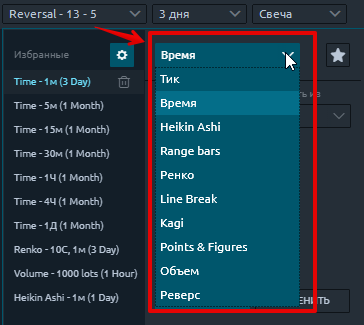 Reversal - 13 - 5
3 дня
Свеча
Избранные
Time - 1м (3 Day)
Time - 5м (1 Month)
Time - 15м (1 Month)
Time - 30м (1 Month)
Time - 1Ч (1 Month)
Time - 4Ч (1 Month)
Time - 1Д (1 Month)
Renko - 10C, 1м (3 Day)
Volume - 1000 lots (1 Hour)
Heikin Ashi - 1м (1 Day)
Время
Тик
Время
Heikin Ashi
Range bars
Ренко
Line Break
Kagi
Points & Figures
Объем
Реверс